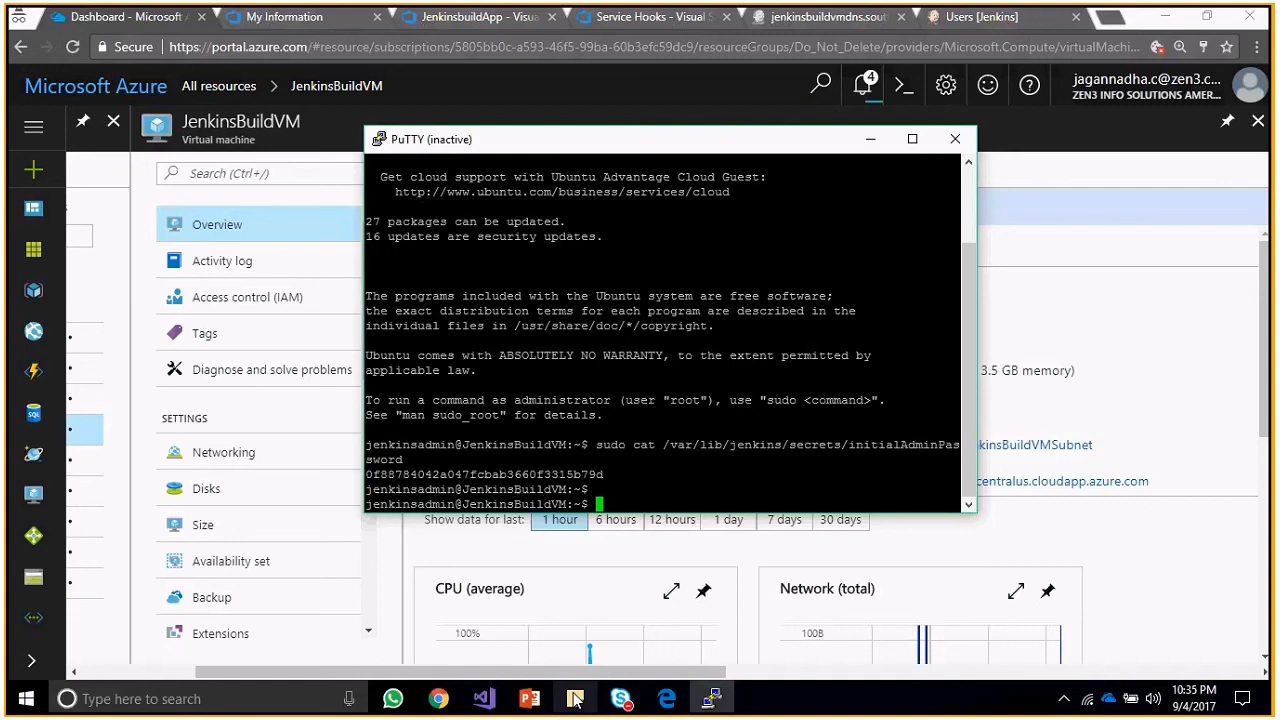 Dashboard - Microsoft A
My Information
JenkinsbuildApp - Visua
Service Hooks - Visual S
jenkinsbuildvmdns.sout
Users [Jenkins]
Secure
https://portal.azure.com/#resource/subscriptions/5805bb0c-a593-46f5-99ba-60b3efc59dc9/resourceGroups/Do_Not_Delete/providers/Microsoft.Compute/virtualMachi...
Microsoft Azure
All resources > JenkinsBuildVM
4
jagannadha.c@zen3.c...
ZEN3 INFO SOLUTIONS AMER...
JenkinsBuildVM
Virtual machine
Search (Ctrl+/)
Overview
Activity log
Access control (IAM)
Tags
Diagnose and solve problems
SETTINGS
Networking
Disks
Size
Availability set
Backup
Extensions
PuTTY (inactive)
Get cloud support with Ubuntu Advantage Cloud Guest:
http://www.ubuntu.com/business/services/cloud
27 packages can be updated.
16 updates are security updates.
The programs included with the Ubuntu system are free software;
the exact distribution terms for each program are described in the
individual files in /usr/share/doc/*/copyright.
Ubuntu comes with ABSOLUTELY NO WARRANTY, to the extent permitted by
applicable law.
To run a command as administrator (user "root"), use "sudo <command>".
See "man sudo_root" for details.
jenkinsadmin@JenkinsBuildVM:~$ sudo cat /var/lib/jenkins/secrets/initialAdminPas
sword
0f88784042a047fcbab3660f3315b79d
jenkinsadmin@JenkinsBuildVM:~$
jenkinsadmin@JenkinsBuildVM:~$
3.5 GB memory)
kinsBuildVMSubnet
centralus.cloudapp.azure.com
Show data for last:
1 hour
6 hours
12 hours
1 day
7 days
30 days
CPU (average)
100%
Network (total)
100B
SQL
Type here to search
10:35 PM
9/4/2017